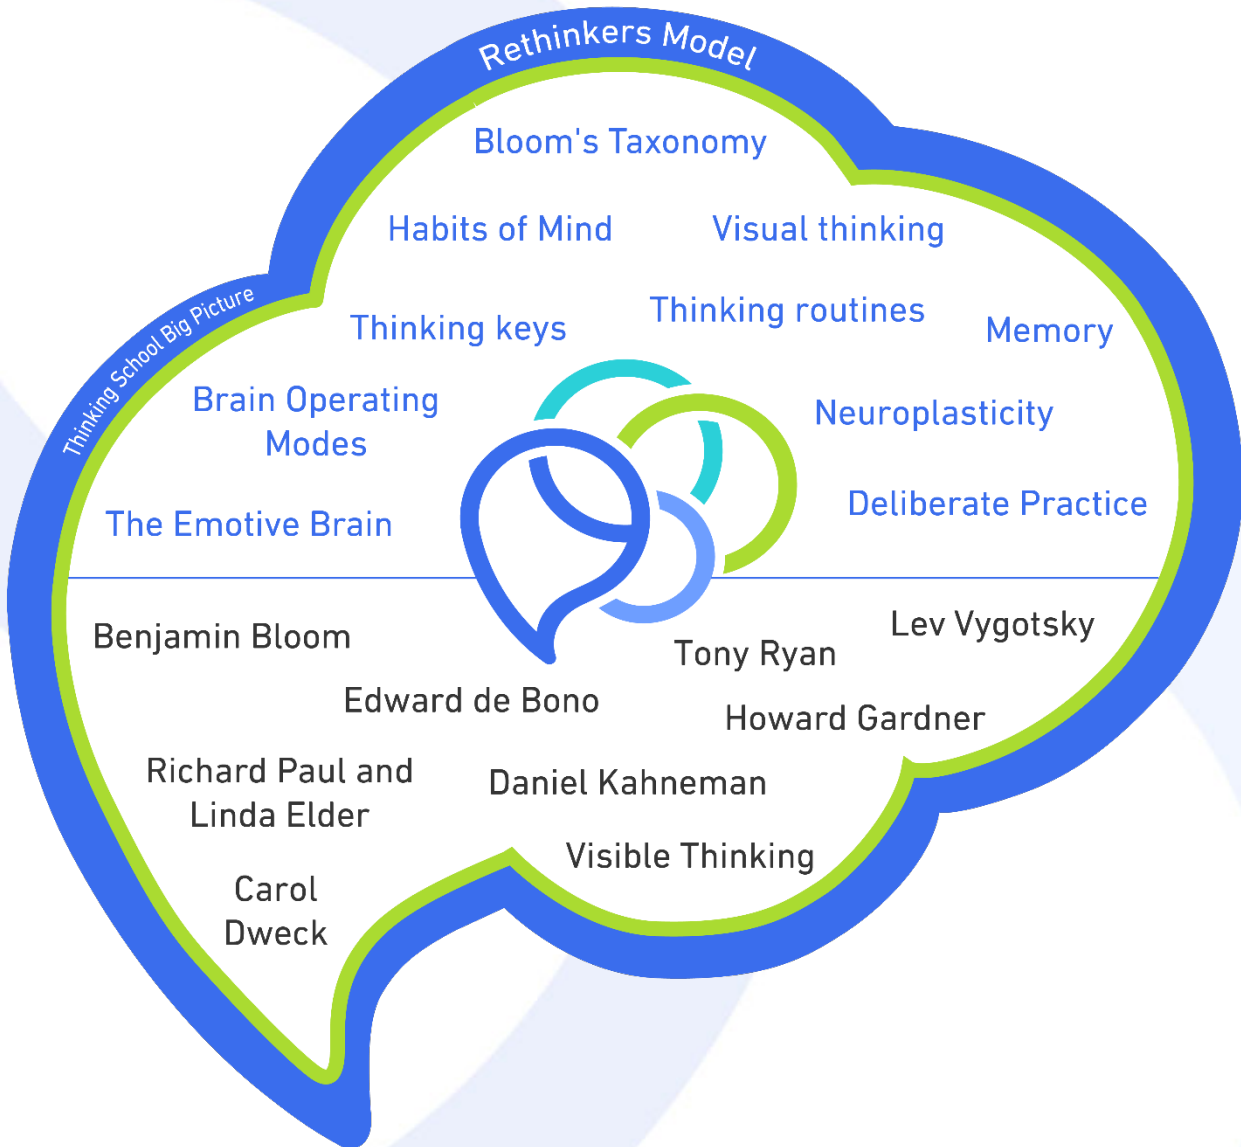 Rethinkers Model
Thinking School Big Picture
Bloom's Taxonomy
Habits of Mind
Visual thinking
Thinking keys
Thinking routines
Memory
Brain Operating
Modes
Neuroplasticity
The Emotive Brain
Deliberate Practice
Benjamin Bloom
Lev Vygotsky
Tony Ryan
Edward de Bono
Howard Gardner
Richard Paul and
Linda Elder
Daniel Kahneman
Visible Thinking
Carol
Dweck